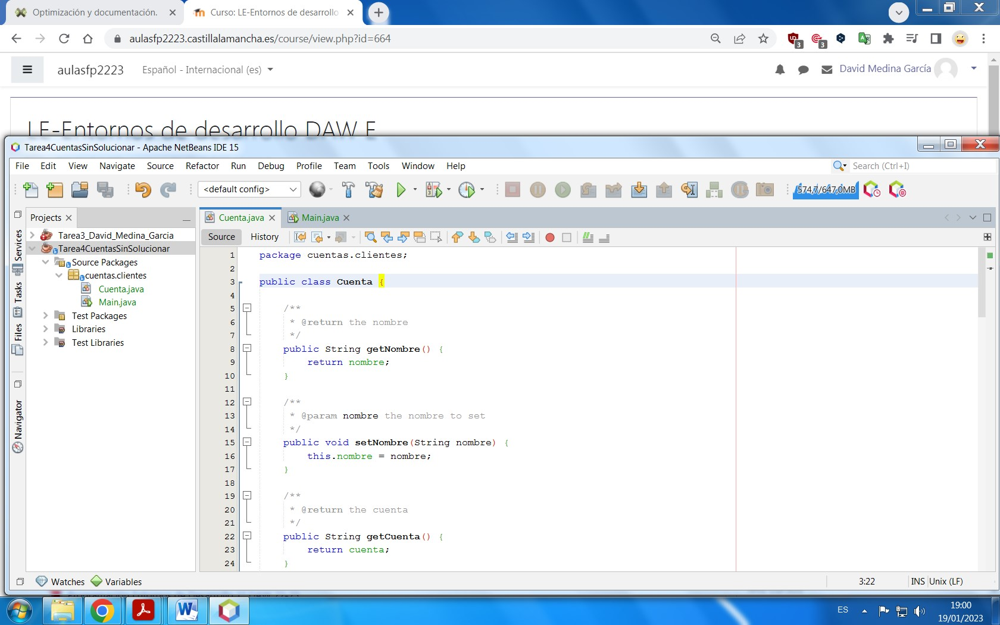 Optimización y documentación.
Curso: LE-Entornos de desarrollo
aulasfp2223.castillalamancha.es/course/view.php?id=664
3
3
aulasfp2223
Español - Internacional (es)
David Medina García
LE-Entornos de desarrollo DAW E
Tarea4CuentasSinSolucionar - Apache NetBeans IDE 15
File Edit View Navigate Source Refactor Run Debug Profile Team Tools Window Help
Search (Ctrl+I)
<default config>
574,7/647,0MB
Projects
Cuenta.java
Main.java
Services
Tasks
Files
Navigator
Tarea3_David_Medina_Garcia
Tarea4CuentasSinSolucionar
Source Packages
cuentas.clientes
Cuenta.java
Main.java
Test Packages
Libraries
Test Libraries
Source History
1 package cuentas.clientes;
2
3 public class Cuenta {
4
5 /**
6 * @return the nombre
7 */
8 public String getNombre() {
9 return nombre;
10 }
11
12 /**
13 * @param nombre the nombre to set
14 */
15 public void setNombre(String nombre) {
16 this.nombre = nombre;
17 }
18
19 /**
20 * @return the cuenta
21 */
22 public String getCuenta() {
23 return cuenta;
24 }
Watches Variables
3:22 INS Unix (LF)
ES
19:00
19/01/2023